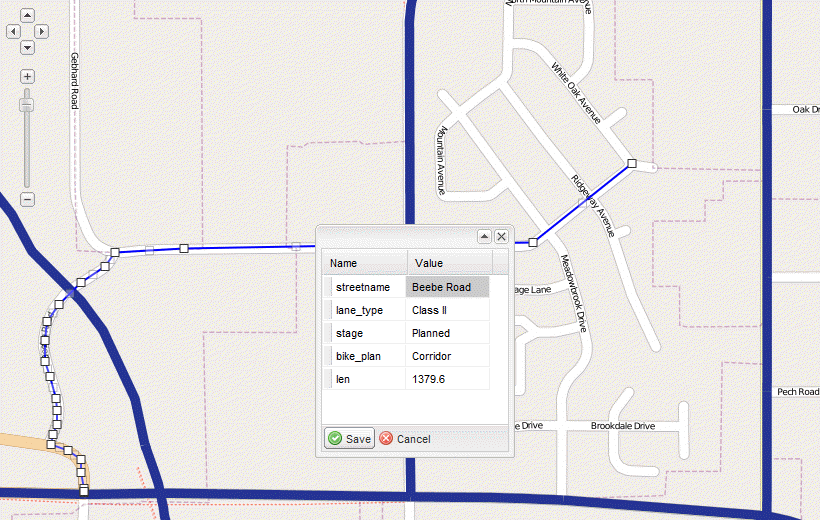 North Mountain Ave
White Oak Avenue
Gebhard Road
Oak Dr
Mountain Avenue
Ridgeway Avenue
Name Value
streetname Beebe Road
lane_type Class II
stage Planned
bike_plan Corridor
len 1379.6
Save Cancel
age Lane
Meadowbrook Drive
Pech Road
e Drive
Brookdale Drive